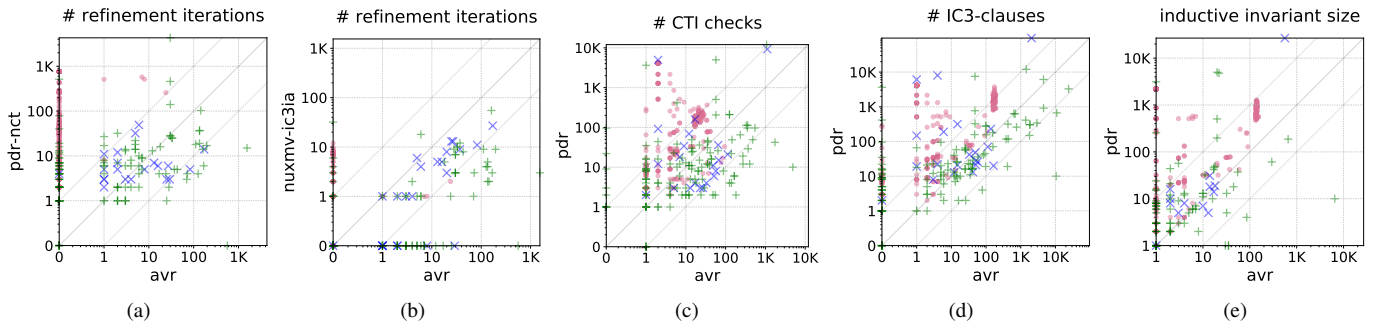 # refinement iterations
pdr-nct
1K
100
10
1
0
0 1 10 100 1K
avr
(a)
# refinement iterations
nuxmv-ic3ia
1K
100
10
1
0
0 1 10 100 1K
avr
(b)
# CTI checks
pdr
10K
1K
100
10
1
0
0 1 10 100 1K 10K
avr
(c)
# IC3-clauses
pdr
10K
1K
100
10
1
0
0 1 10 100 1K 10K
avr
(d)
inductive invariant size
pdr
10K
1K
100
10
1
1 10 100 1K 10K
avr
(e)